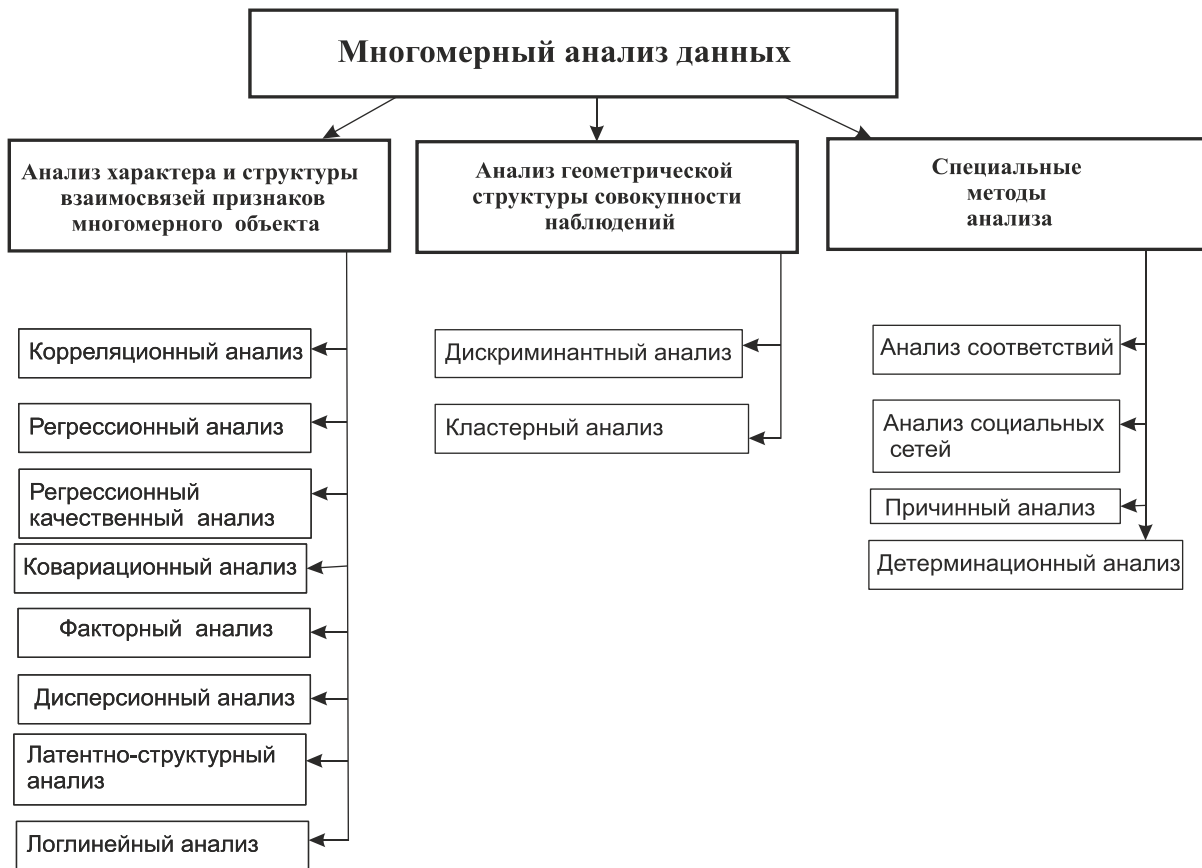 Многомерный анализ данных
Анализ характера и структуры
взаимосвязей признаков
многомерного объекта
Анализ геометрической
структуры совокупности
наблюдений
Специальные
методы
анализа
Корреляционный анализ
Регрессионный анализ
Регрессионный
качественный анализ
Ковариационный анализ
Факторный анализ
Дисперсионный анализ
Латентно-структурный
анализ
Логлинейный анализ
Дискриминантный анализ
Кластерный анализ
Анализ соответствий
Анализ социальных
сетей
Причинный анализ
Детерминационный анализ